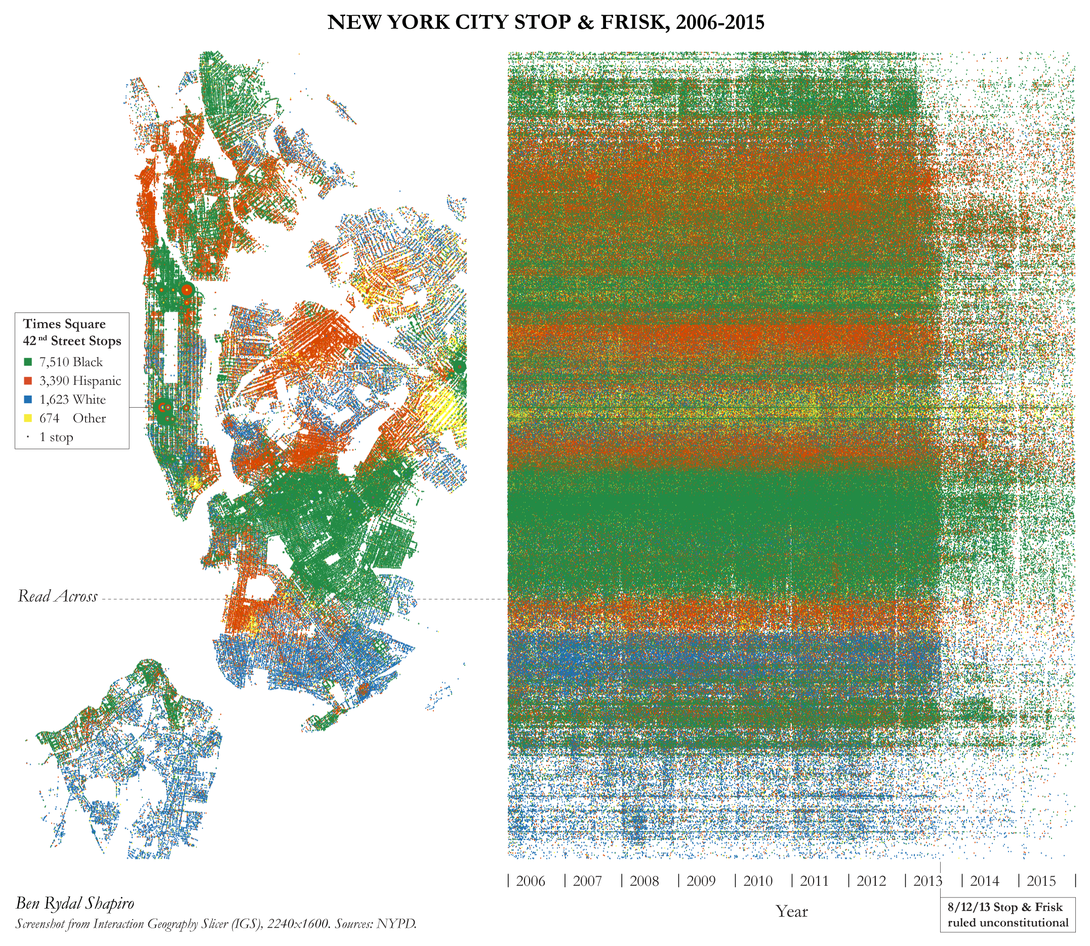 NEW YORK CITY STOP & FRISK, 2006-2015
Times Square
42nd Street Stops
7,510 Black
3,390 Hispanic
1,623 White
674 Other
1 stop
Read Across
2006 2007 2008 2009 2010 2011 2012 2013 2014 2015
Year
8/12/13 Stop & Frisk
ruled unconstitutional
Ben Rydal Shapiro
Screenshot from Interaction Geography Slicer (IGS), 2240x1600. Sources: NYPD.